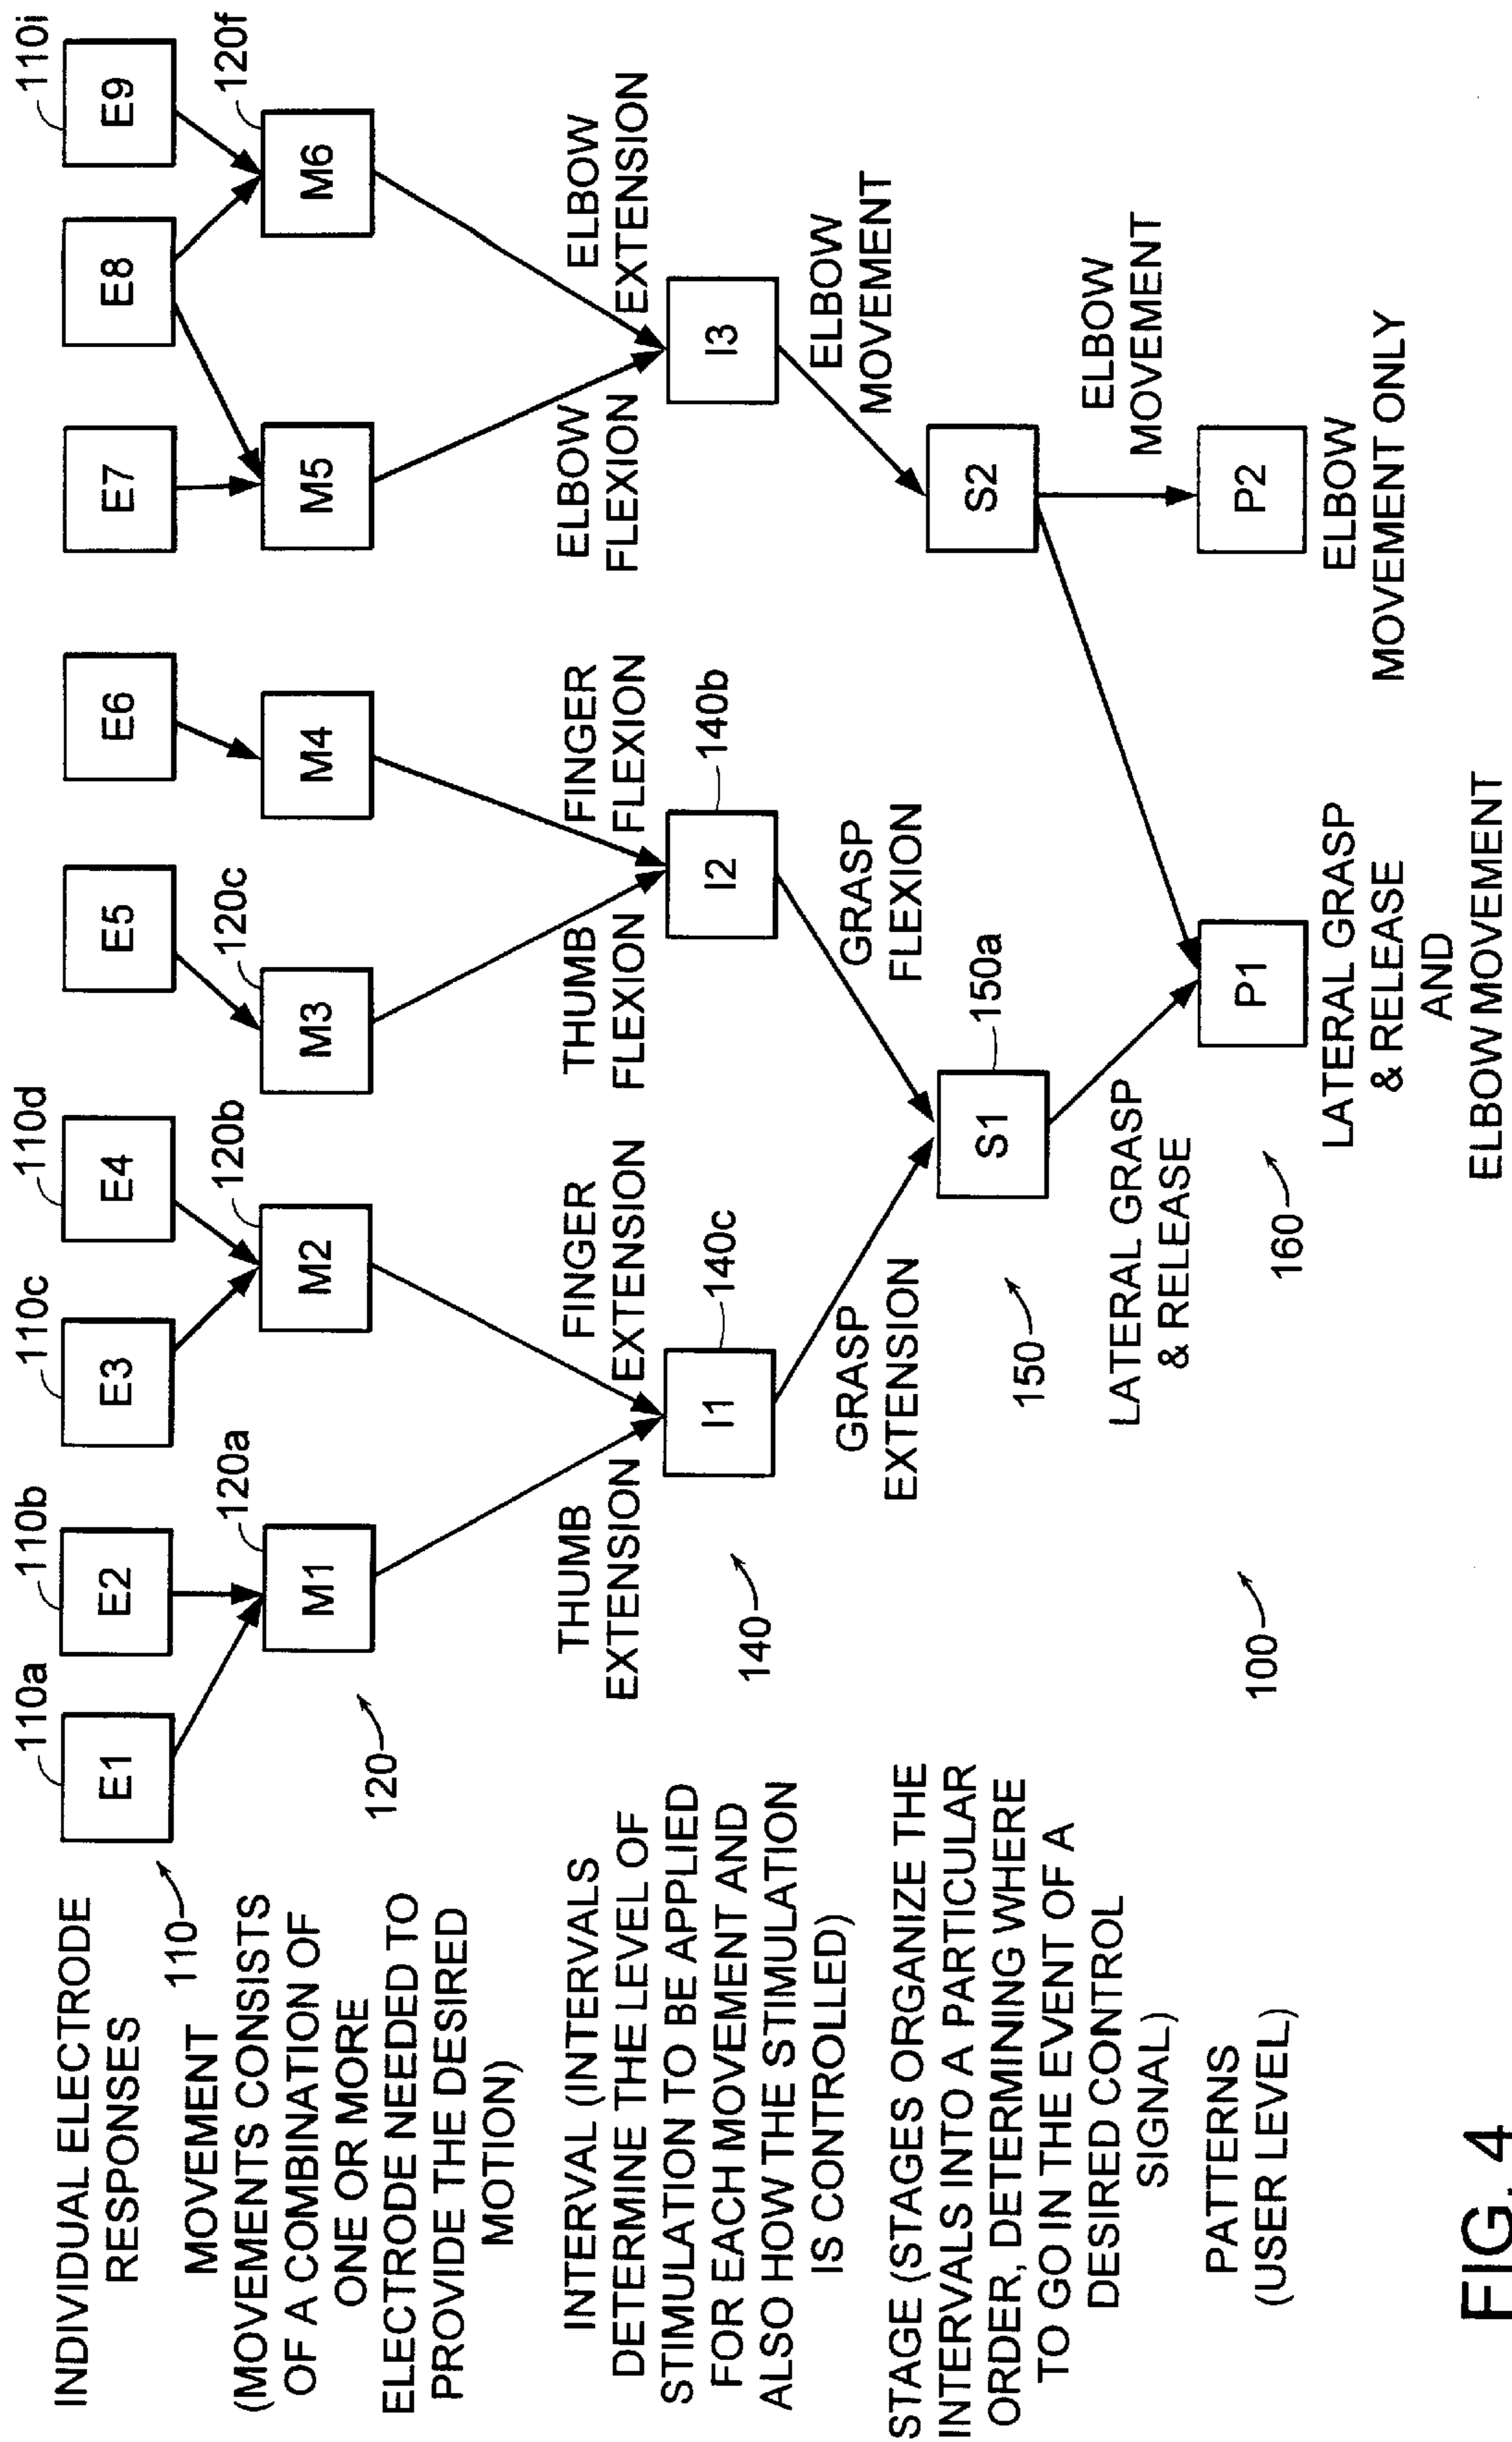 INDIVIDUAL ELECTRODE
RESPONSES
110
110a
E1
110b
E2
110c
E3
110d
E4
E5
E6
E7
E8
110i
E9
MOVEMENT
(MOVEMENTS CONSISTS
OF A COMBINATION OF
ONE OR MORE
ELECTRODE NEEDED TO
PROVIDE THE DESIRED
MOTION)
120
120a
M1
120b
M2
120c
M3
M4
M5
120f
M6
THUMB
EXTENSION
FINGER
EXTENSION
THUMB
FLEXION
FINGER
FLEXION
ELBOW
FLEXION
ELBOW
EXTENSION
INTERVAL (INTERVALS
DETERMINE THE LEVEL OF
STIMULATION TO BE APPLIED
FOR EACH MOVEMENT AND
ALSO HOW THE STIMULATION
IS CONTROLLED)
140
I1
140c
I2
140b
I3
GRASP
EXTENSION
GRASP
FLEXION
ELBOW
MOVEMENT
STAGE (STAGES ORGANIZE THE
INTERVALS INTO A PARTICULAR
ORDER, DETERMINING WHERE
TO GO IN THE EVENT OF A
DESIRED CONTROL
SIGNAL)
150
S1
150a
S2
LATERAL GRASP
& RELEASE
ELBOW
MOVEMENT
PATTERNS
(USER LEVEL)
100
160
P1
P2
LATERAL GRASP
& RELEASE
AND
ELBOW MOVEMENT
ELBOW
MOVEMENT ONLY
FIG. 4